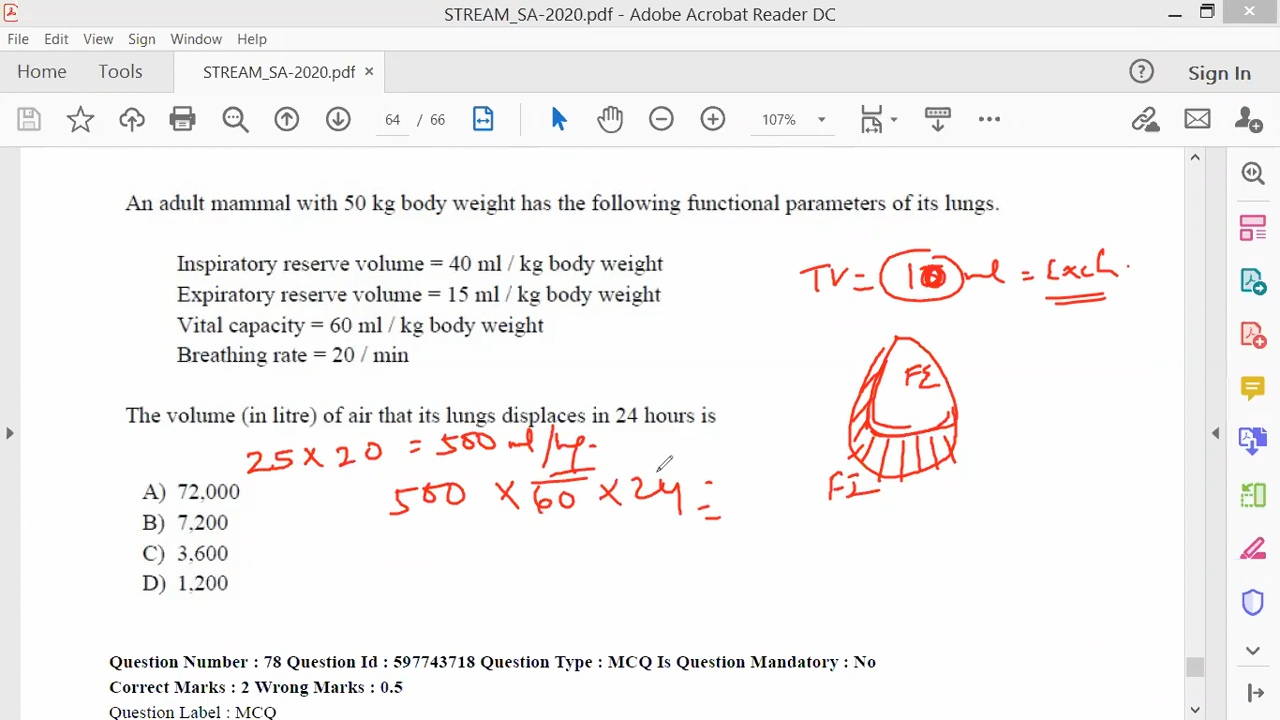 STREAM_SA-2020.pdf - Adobe Acrobat Reader DC
File Edit View Sign Window Help
Home Tools STREAM_SA-2020.pdf × Sign In
64 / 66 107%
An adult mammal with 50 kg body weight has the following functional parameters of its lungs.
Inspiratory reserve volume = 40 ml / kg body weight
Expiratory reserve volume = 15 ml / kg body weight
Vital capacity = 60 ml / kg body weight
Breathing rate = 20 / min
TV = 10 ml = Exch.
FE
FI
The volume (in litre) of air that its lungs displaces in 24 hours is
25 × 20 = 500 ml/kg.
500 × 60 × 24 =
A) 72,000
B) 7,200
C) 3,600
D) 1,200
Question Number : 78 Question Id : 597743718 Question Type : MCQ Is Question Mandatory : No
Correct Marks : 2 Wrong Marks : 0.5
Question Label : MCQ